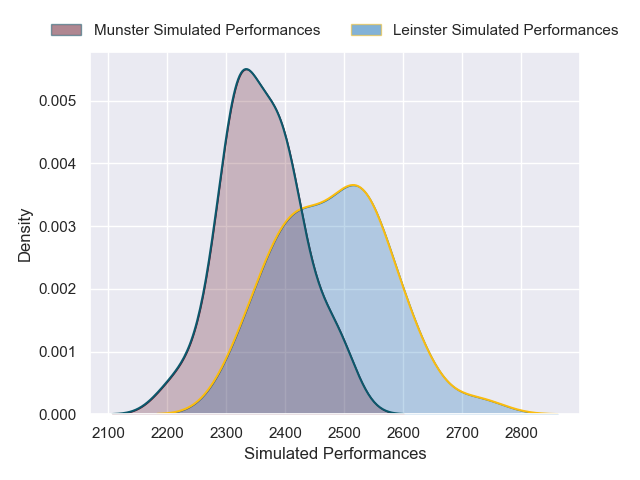 Munster Simulated Performances Leinster Simulated Performances
Density
0.005
0.004
0.003
0.002
0.001
0.000
2100 2200 2300 2400 2500 2600 2700 2800
Simulated Performances